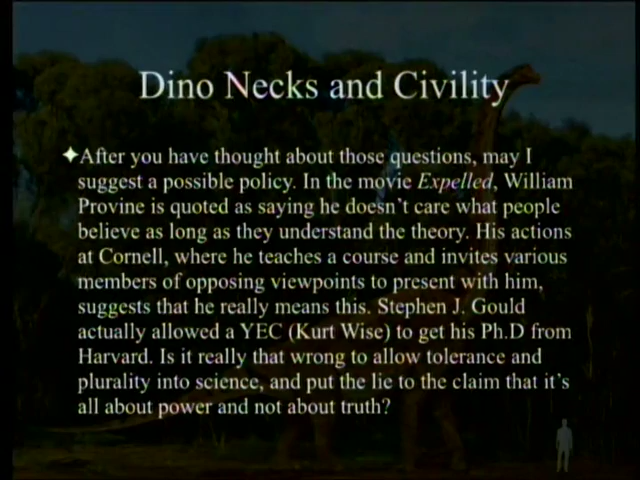 Dino Necks and Civility
✦After you have thought about those questions, may I
suggest a possible policy. In the movie Expelled, William
Provine is quoted as saying he doesn't care what people
believe as long as they understand the theory. His actions
at Cornell, where he teaches a course and invites various
members of opposing viewpoints to present with him,
suggests that he really means this. Stephen J. Gould
actually allowed a YEC (Kurt Wise) to get his Ph.D from
Harvard. Is it really that wrong to allow tolerance and
plurality into science, and put the lie to the claim that it's
all about power and not about truth?